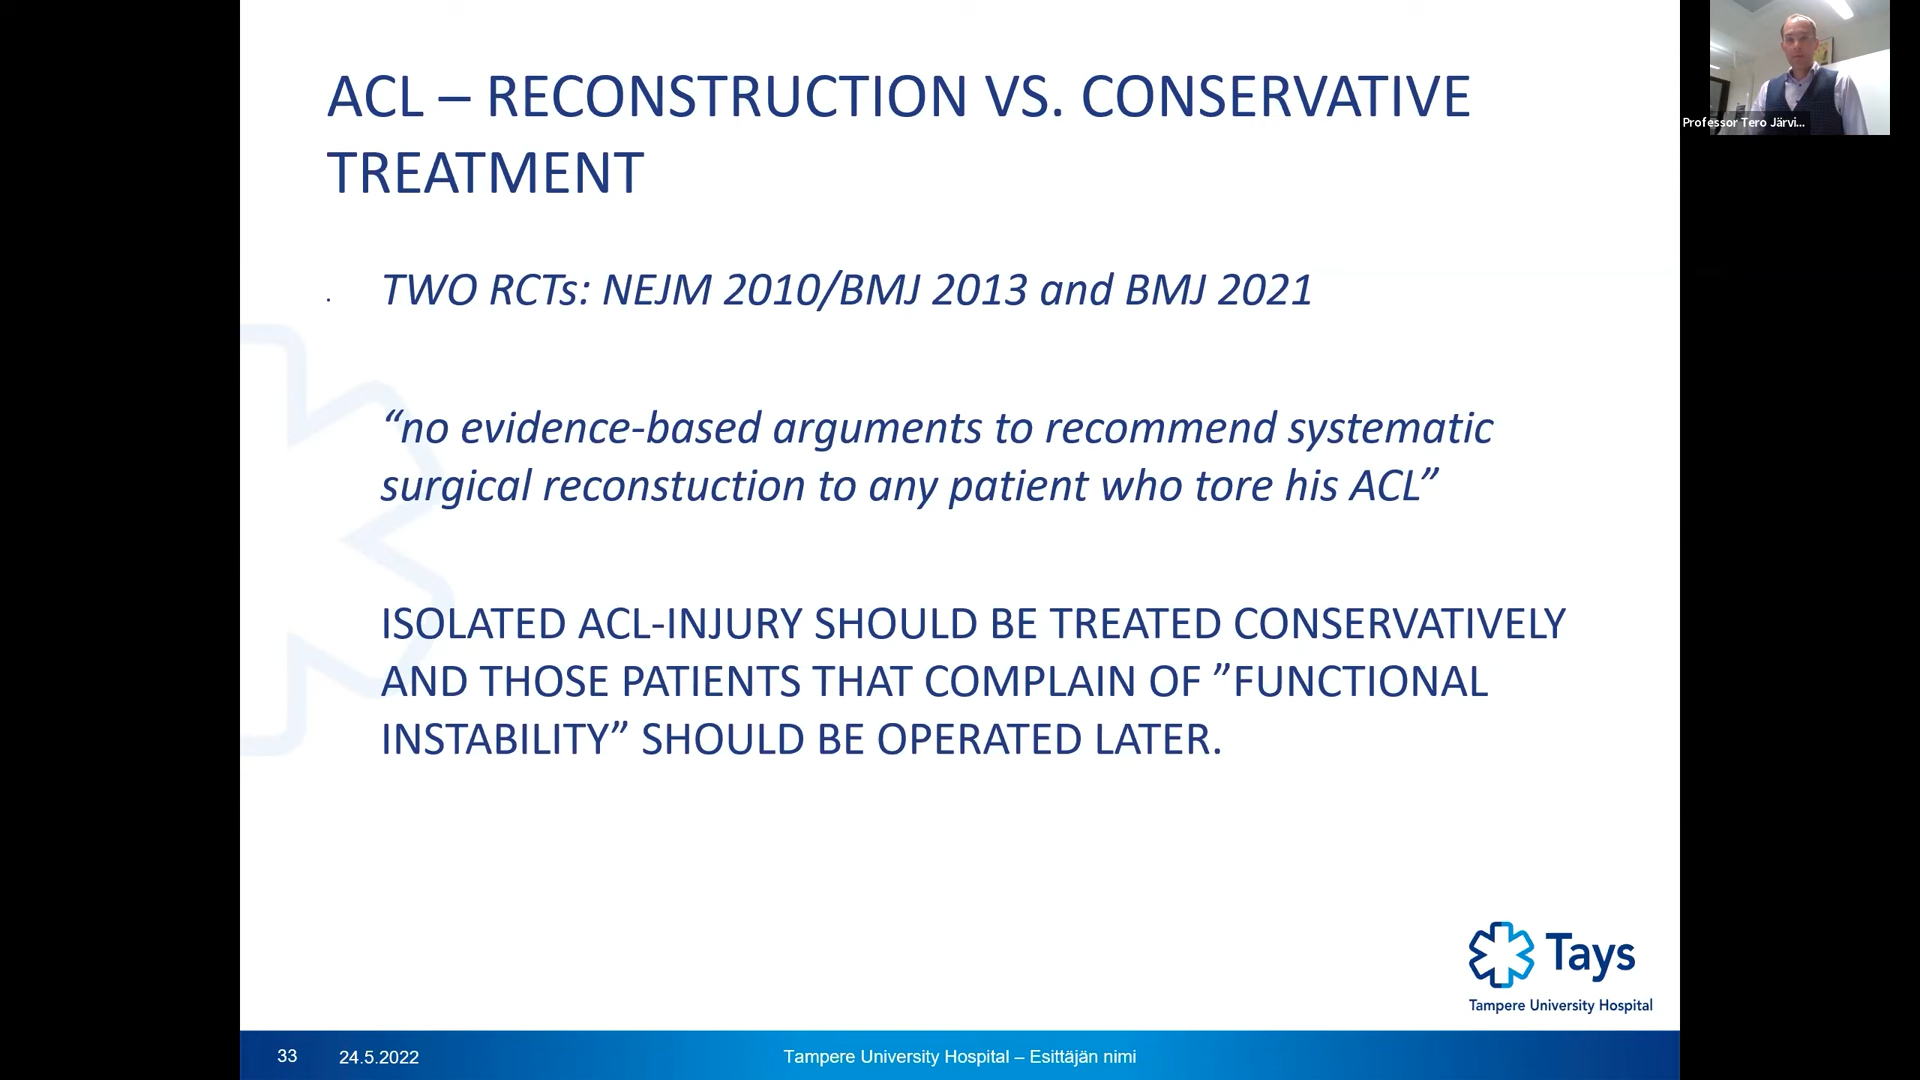 ACL – RECONSTRUCTION VS. CONSERVATIVE
TREATMENT
Professor Tero Järvi...
TWO RCTs: NEJM 2010/BMJ 2013 and BMJ 2021
“no evidence-based arguments to recommend systematic
surgical reconstuction to any patient who tore his ACL”
ISOLATED ACL-INJURY SHOULD BE TREATED CONSERVATIVELY
AND THOSE PATIENTS THAT COMPLAIN OF ”FUNCTIONAL
INSTABILITY” SHOULD BE OPERATED LATER.
Tays
Tampere University Hospital
33 24.5.2022 Tampere University Hospital – Esittäjän nimi